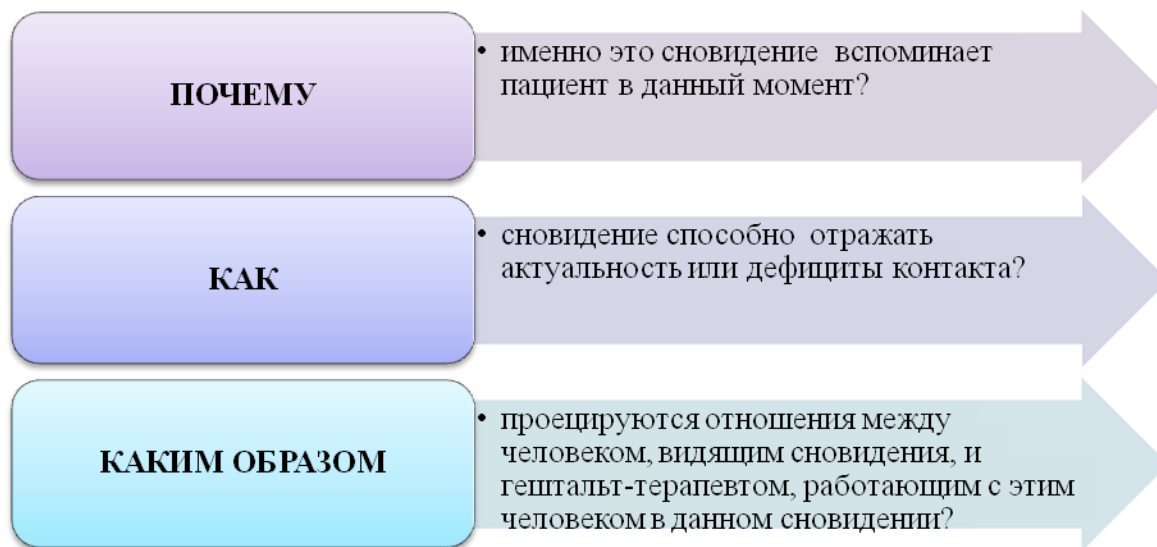 ПОЧЕМУ
• именно это сновидение вспоминает
пациент в данный момент?
КАК
• сновидение способно отражать
актуальность или дефициты контакта?
КАКИМ ОБРАЗОМ
• проецируются отношения между
человеком, видящим сновидения, и
гештальт-терапевтом, работающим с этим
человеком в данном сновидении?